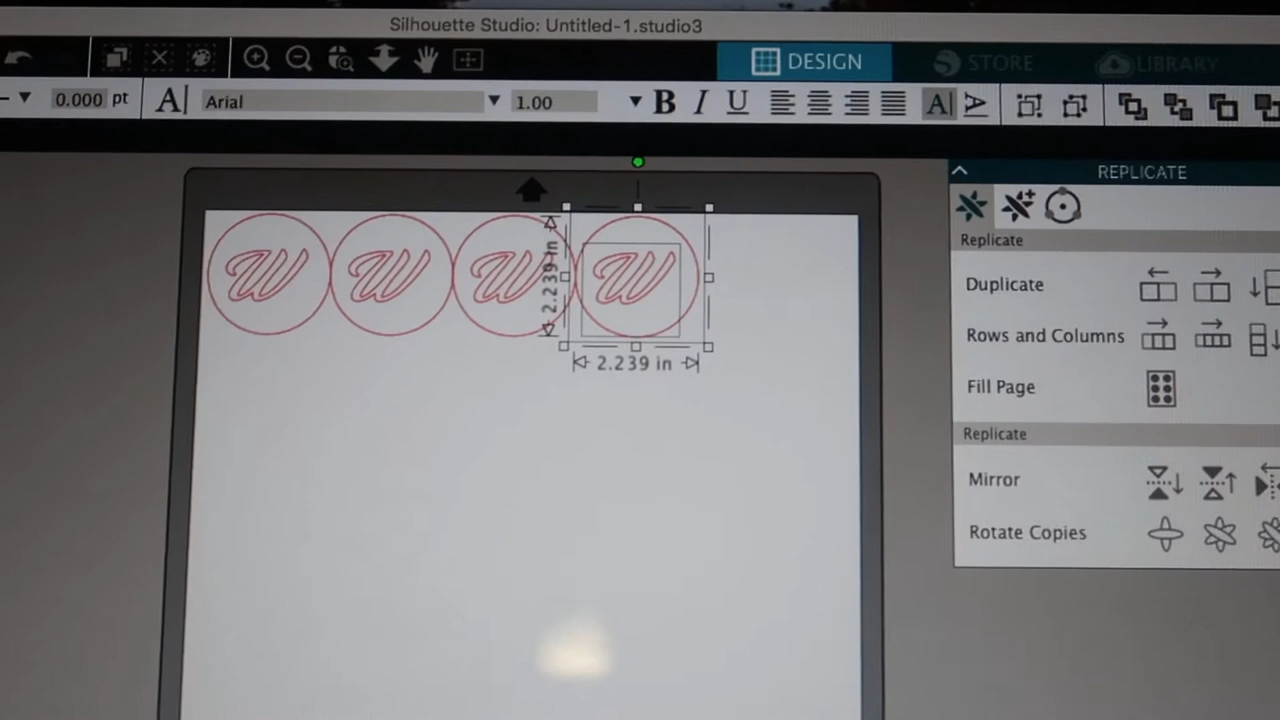 Silhouette Studio: Untitled-1.studio3
DESIGN
STORE
LIBRARY
0.000 pt
A
Arial
1.00
B I U
A A
REPLICATE
Replicate
Duplicate
Rows and Columns
Fill Page
Replicate
Mirror
Rotate Copies
W W W W
2.239 in
2.239 in